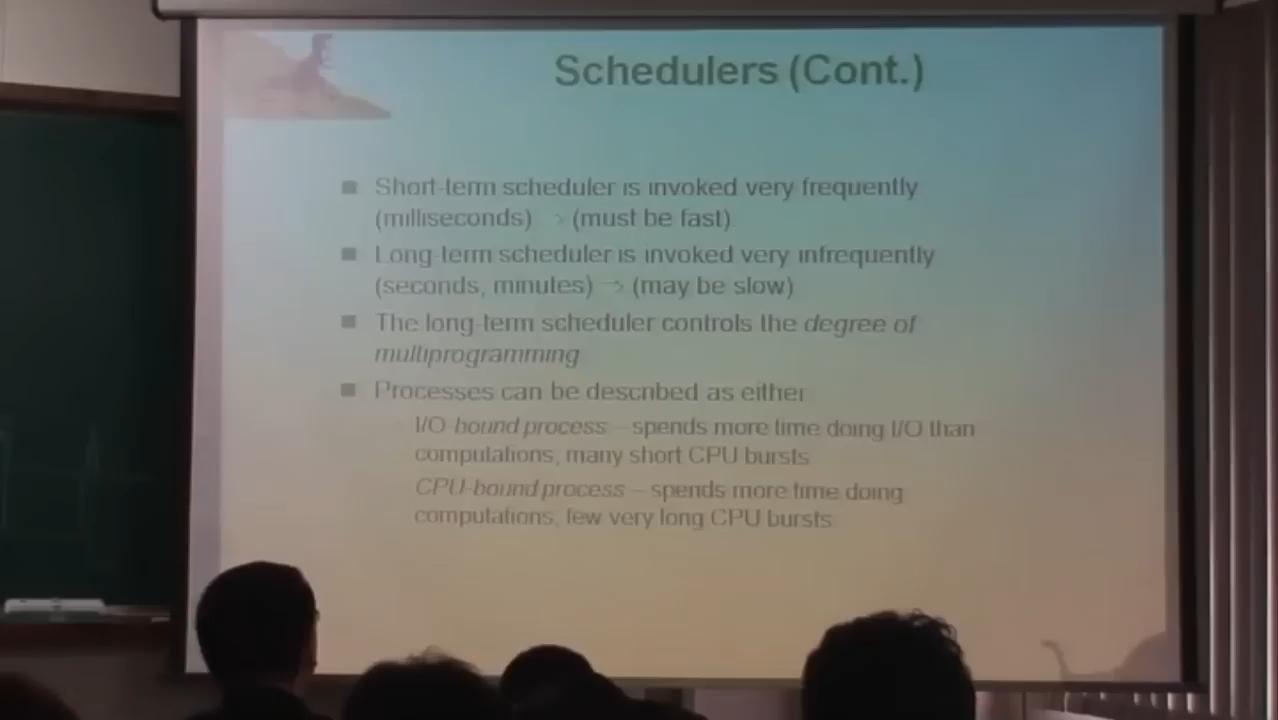 Schedulers (Cont.)
Short-term scheduler is invoked very frequently
(milliseconds) → (must be fast)
Long-term scheduler is invoked very infrequently
(seconds, minutes) → (may be slow)
The long-term scheduler controls the degree of
multiprogramming
Processes can be described as either
I/O-bound process – spends more time doing I/O than
computations, many short CPU bursts
CPU-bound process – spends more time doing
computations, few very long CPU bursts